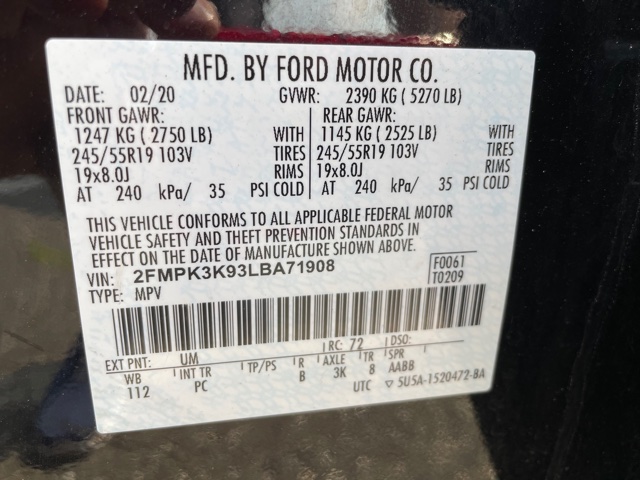 MFD. BY FORD MOTOR CO.
DATE: 02/20 GVWR: 2390 KG ( 5270 LB)
FRONT GAWR: REAR GAWR:
1247 KG ( 2750 LB) WITH 1145 KG ( 2525 LB) WITH
245/55R19 103V TIRES 245/55R19 103V TIRES
19x8.0J RIMS 19x8.0J RIMS
AT 240 kPa/ 35 PSI COLD AT 240 kPa/ 35 PSI COLD
THIS VEHICLE CONFORMS TO ALL APPLICABLE FEDERAL MOTOR
VEHICLE SAFETY AND THEFT PREVENTION STANDARDS IN
EFFECT ON THE DATE OF MANUFACTURE SHOWN ABOVE.
VIN: 2FMPK3K93LBA71908 F0061
TYPE: MPV T0209
EXT PNT: UM RC: 72 DSO:
WB INT TR TP/PS R AXLE TR SPR
112 PC B 3K 8 AABB
UTC ▽ 5U5A-1520472-BA